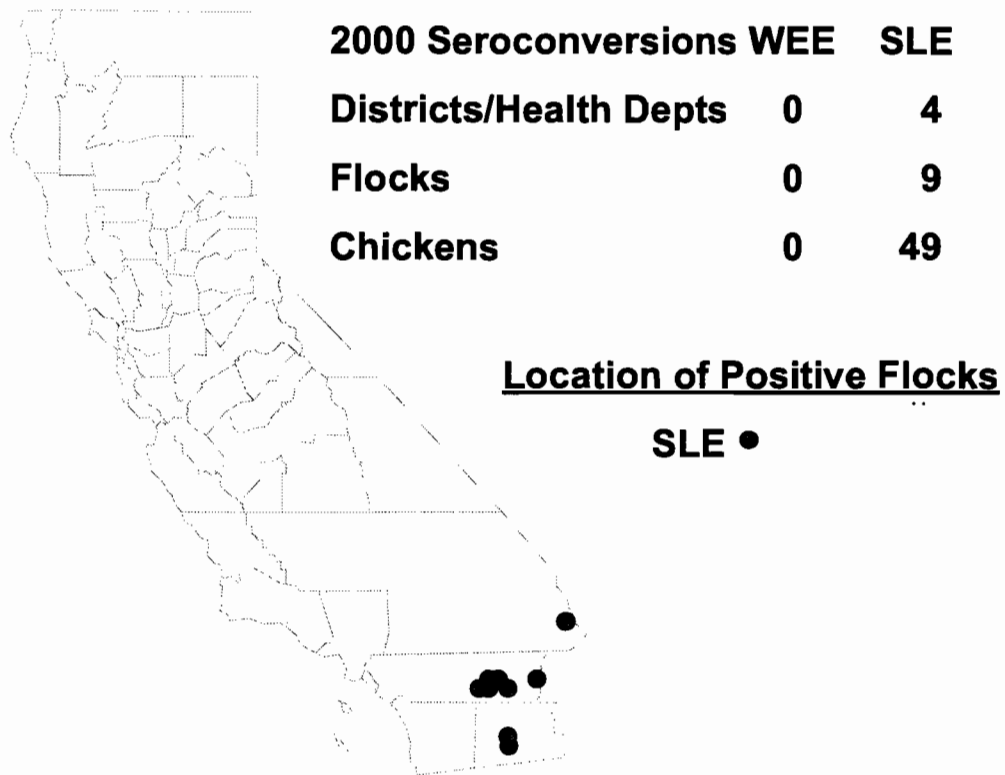 2000 Seroconversions WEE SLE
Districts/Health Depts 0 4
Flocks 0 9
Chickens 0 49
Location of Positive Flocks
SLE